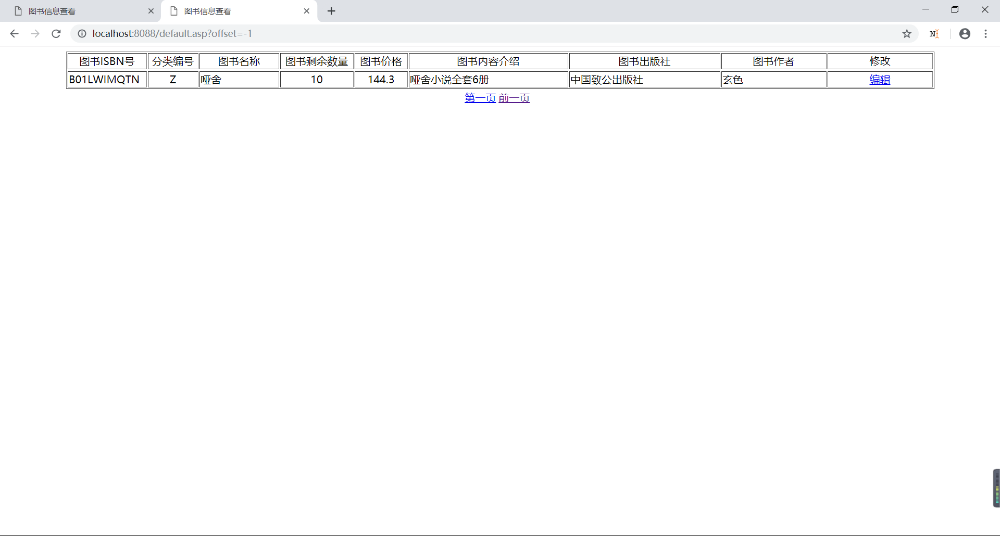 图书信息查看
图书信息查看
localhost:8088/default.asp?offset=-1
图书ISBN号 分类编号 图书名称 图书剩余数量 图书价格 图书内容介绍 图书出版社 图书作者 修改
B01LWIMQTN Z 哑舍 10 144.3 哑舍小说全套6册 中国致公出版社 玄色 编辑
第一页 前一页